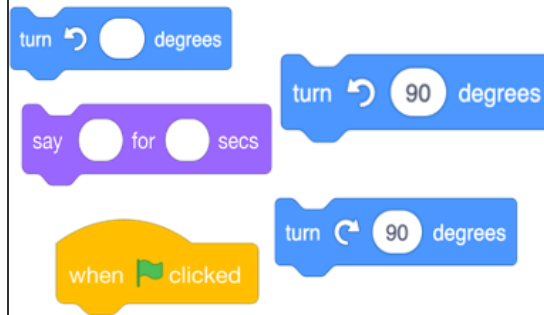 turn degrees
turn 90 degrees
say for secs
turn 90 degrees
when clicked